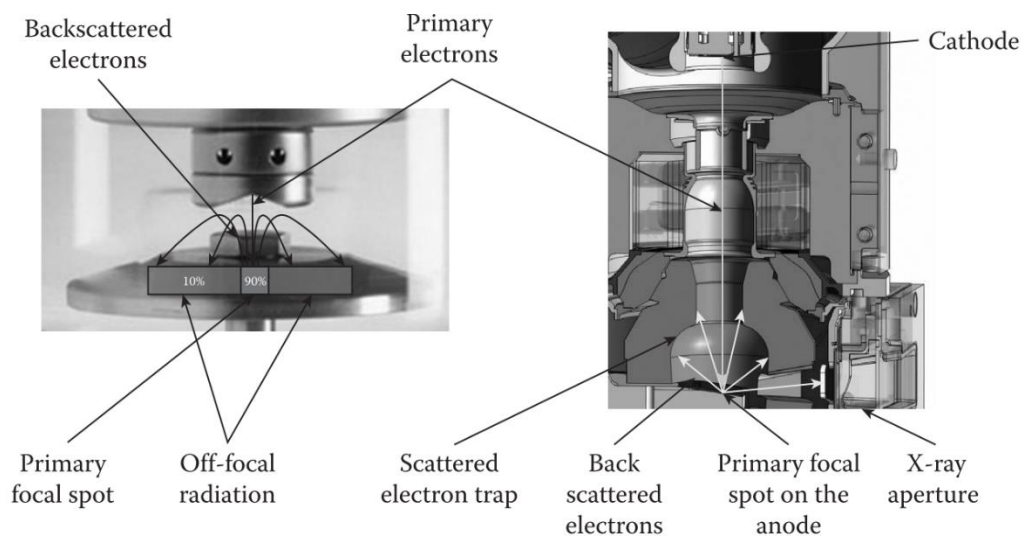 Backscattered
electrons
Primary
electrons
Cathode
10%
90%
Primary
focal spot
Off-focal
radiation
Scattered
electron trap
Back
scattered
electrons
Primary focal
spot on the
anode
X-ray
aperture